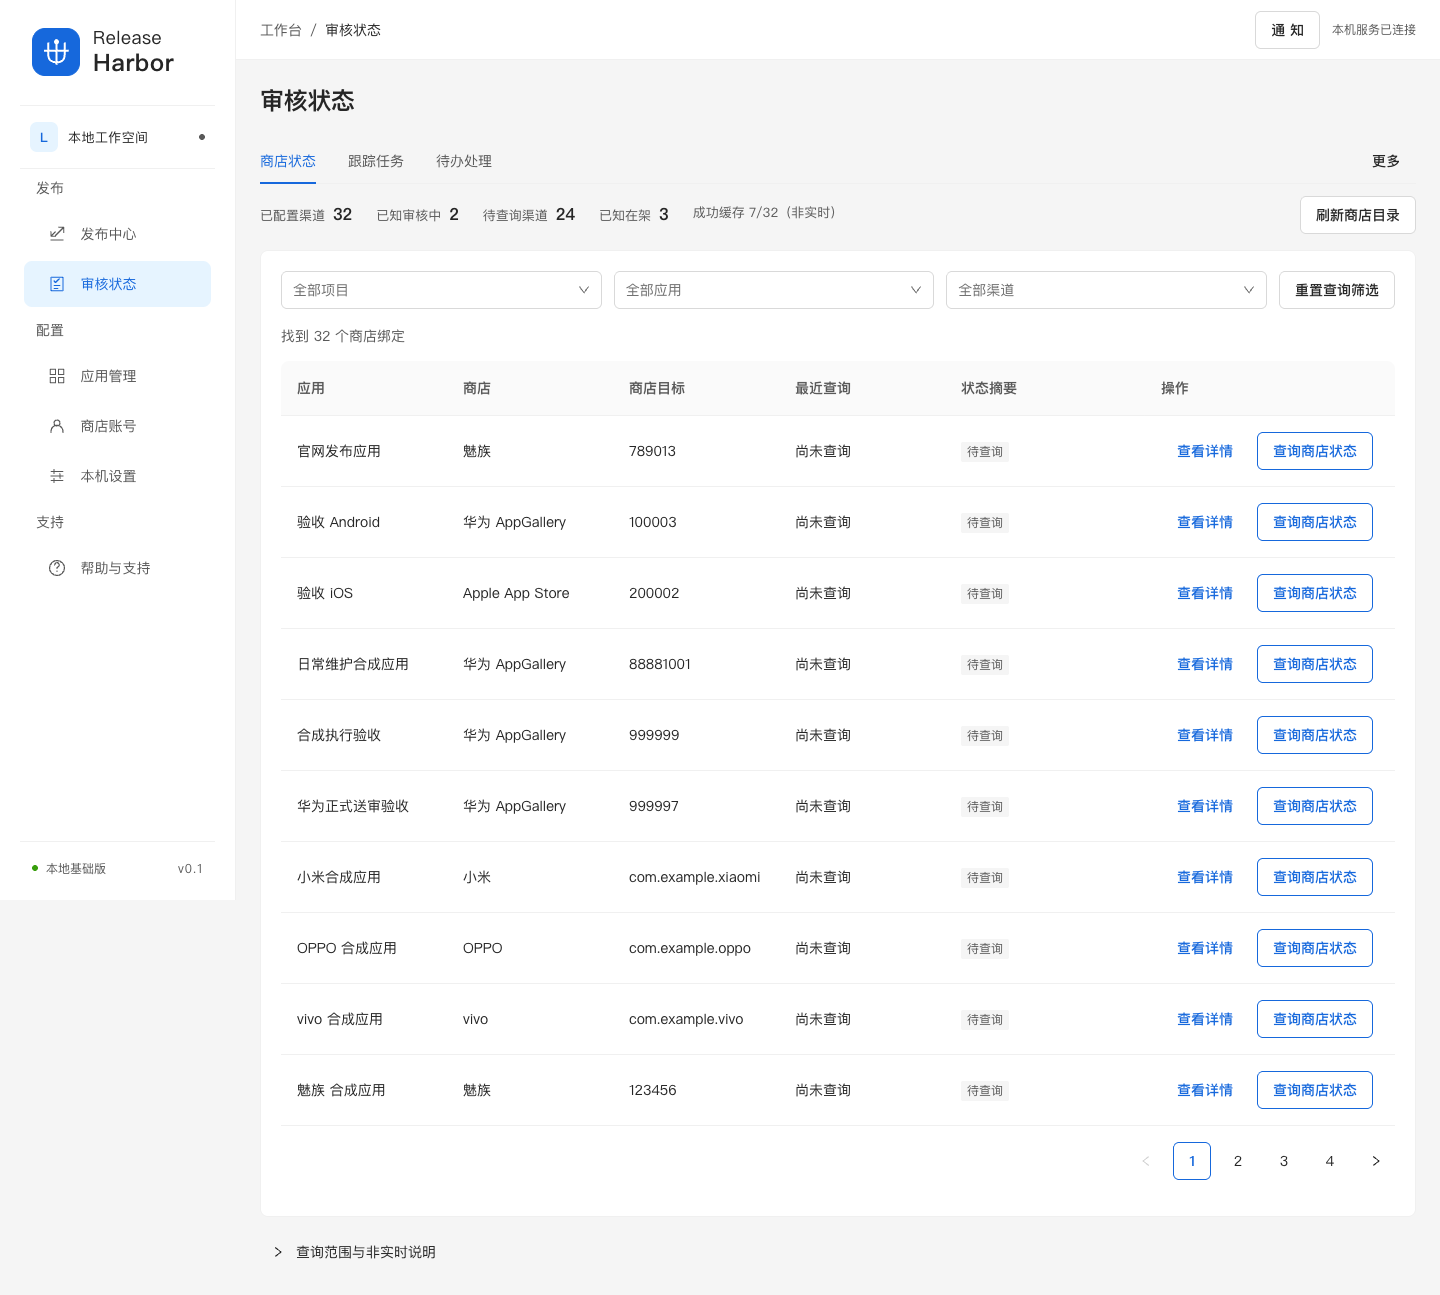 Release
Harbor
L 本地工作空间
发布
发布中心
审核状态
配置
应用管理
商店账号
本机设置
支持
帮助与支持
本地基础版 v0.1
工作台 / 审核状态
通 知 本机服务已连接
审核状态
商店状态 跟踪任务 待办处理 更多
已配置渠道 32 已知审核中 2 待查询渠道 24 已知在架 3 成功缓存 7/32（非实时） 刷新商店目录
全部项目 全部应用 全部渠道 重置查询筛选
找到 32 个商店绑定
应用 商店 商店目标 最近查询 状态摘要 操作
官网发布应用 魅族 789013 尚未查询 待查询 查看详情 查询商店状态
验收 Android 华为 AppGallery 100003 尚未查询 待查询 查看详情 查询商店状态
验收 iOS Apple App Store 200002 尚未查询 待查询 查看详情 查询商店状态
日常维护合成应用 华为 AppGallery 88881001 尚未查询 待查询 查看详情 查询商店状态
合成执行验收 华为 AppGallery 999999 尚未查询 待查询 查看详情 查询商店状态
华为正式送审验收 华为 AppGallery 999997 尚未查询 待查询 查看详情 查询商店状态
小米合成应用 小米 com.example.xiaomi 尚未查询 待查询 查看详情 查询商店状态
OPPO 合成应用 OPPO com.example.oppo 尚未查询 待查询 查看详情 查询商店状态
vivo 合成应用 vivo com.example.vivo 尚未查询 待查询 查看详情 查询商店状态
魅族 合成应用 魅族 123456 尚未查询 待查询 查看详情 查询商店状态
1 2 3 4
查询范围与非实时说明